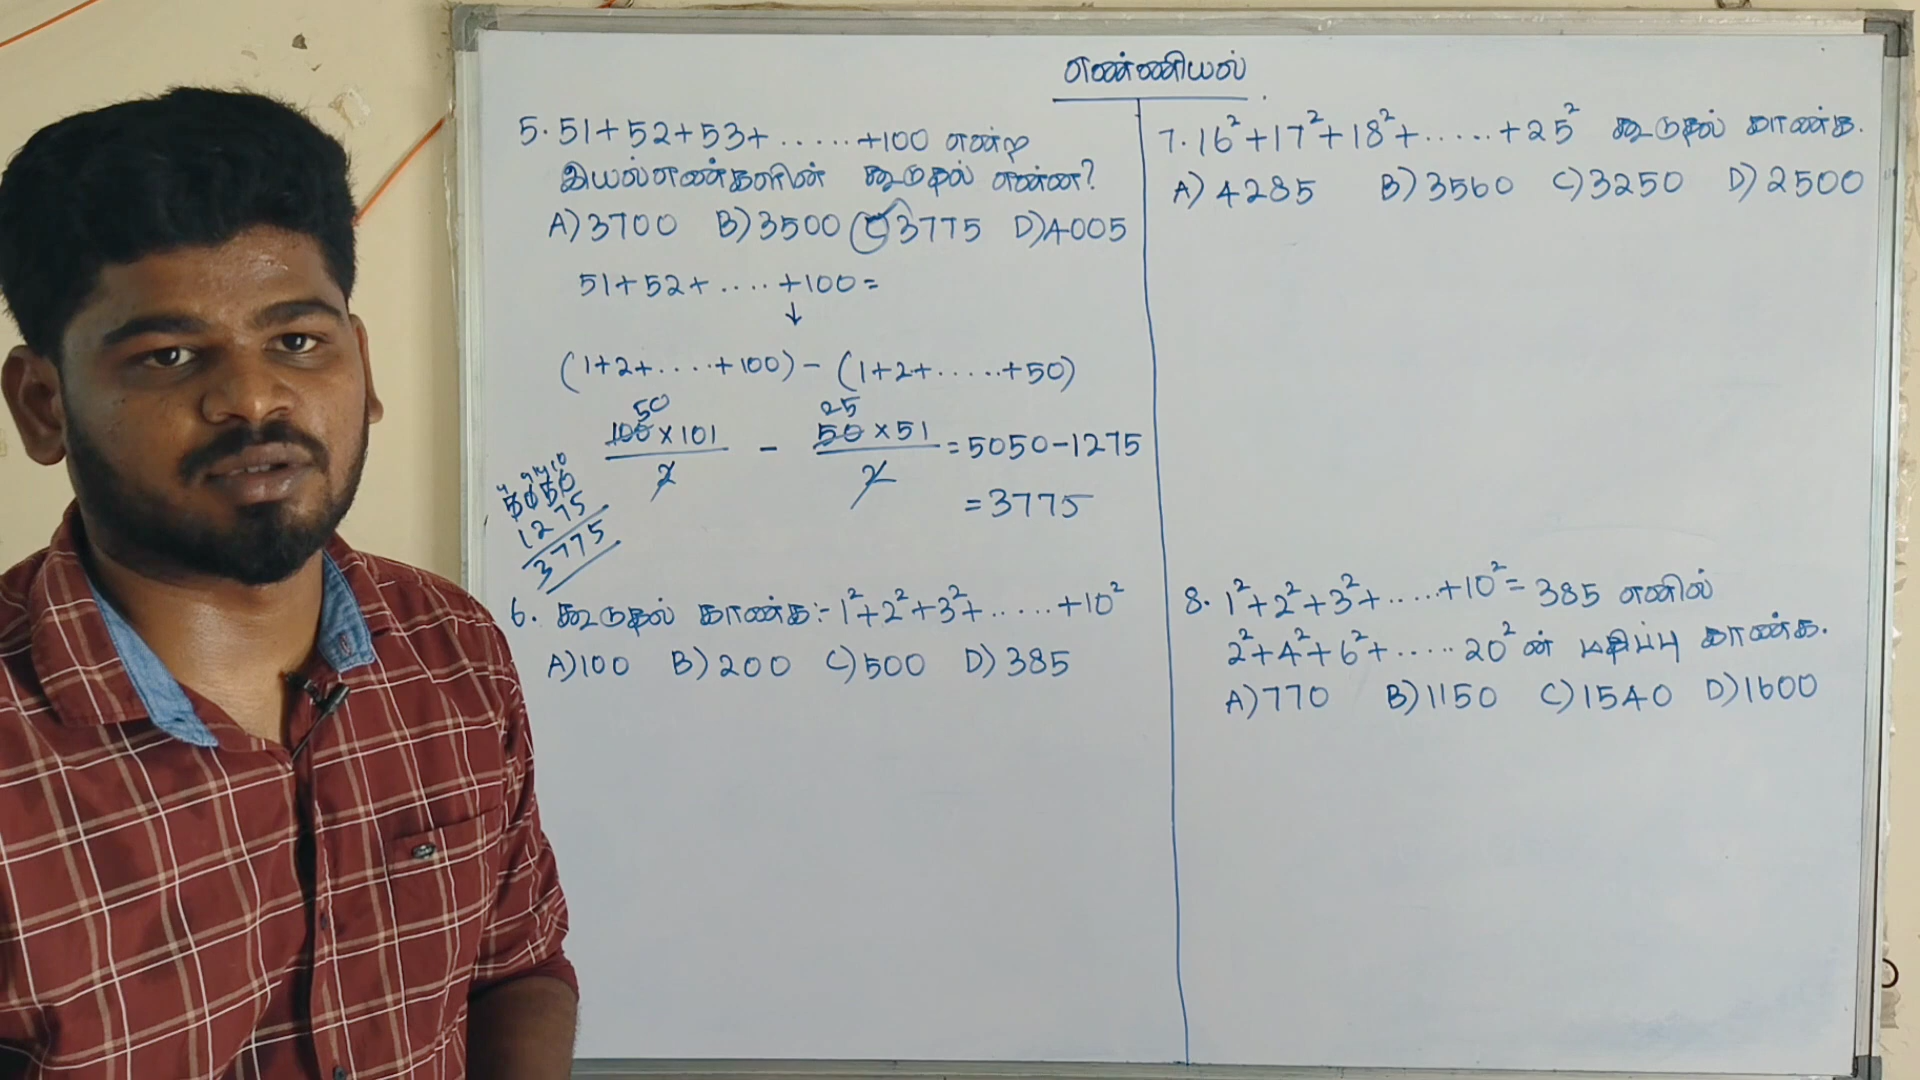 எண்ணியல்
5. 51+52+53+......+100 என்ற
இயல்எண்களின் கூடுதல் என்ன?
A) 3700 B) 3500 C) 3775 D) 4005
51+52+....+100=
↓
(1+2+....+100) - (1+2+.....+50)
50 25
100×101/2 - 50×51/2 = 5050-1275
= 3775
4 9 14 10
5050
1275
3775
6. கூடுதல் காண்க:- 1²+2²+3²+.....+10²
A) 100 B) 200 C) 500 D) 385
7. 16²+17²+18²+.....+25² கூடுதல் காண்க.
A) 4285 B) 3560 C) 3250 D) 2500
8. 1²+2²+3²+.....+10²=385 எனில்
2²+4²+6²+.....20² ன் மதிப்பு காண்க.
A) 770 B) 1150 C) 1540 D) 1600